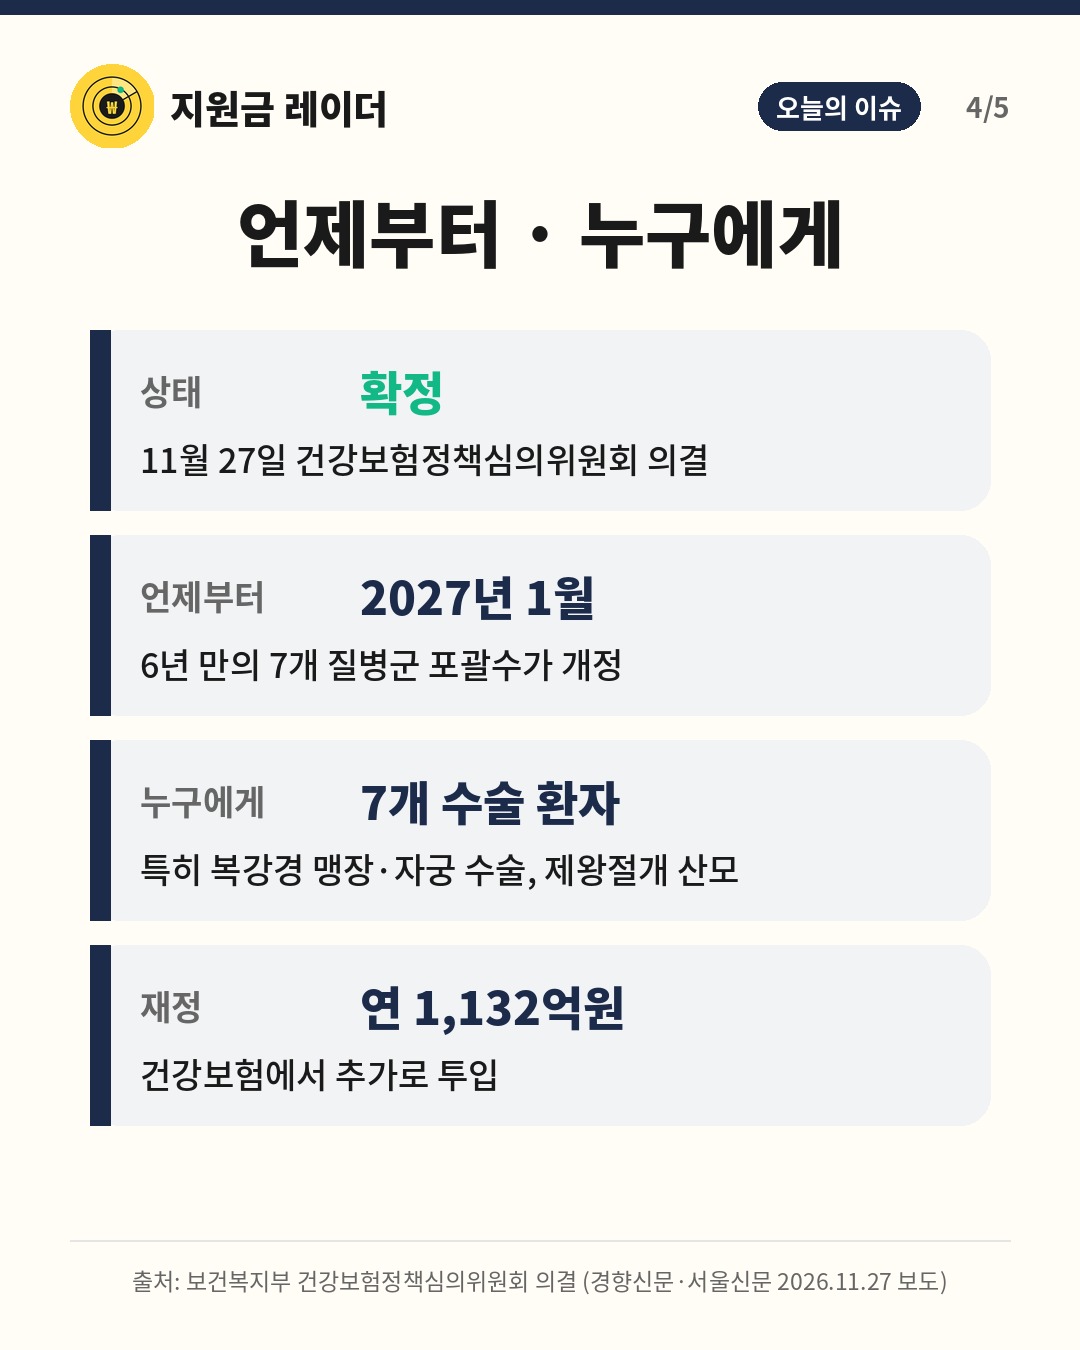 ₩
지원금 레이더
오늘의 이슈
4/5
언제부터 · 누구에게
상태
확정
11월 27일 건강보험정책심의위원회 의결
언제부터
2027년 1월
6년 만의 7개 질병군 포괄수가 개정
누구에게
7개 수술 환자
특히 복강경 맹장·자궁 수술, 제왕절개 산모
재정
연 1,132억원
건강보험에서 추가로 투입
출처: 보건복지부 건강보험정책심의위원회 의결 (경향신문·서울신문 2026.11.27 보도)